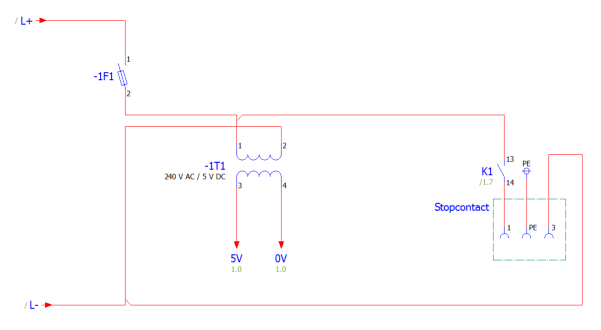 / L+
1
-1F1
2
1
2
-1T1
240 V AC / 5 V DC
3
4
5V
0V
1.0
1.0
13
PE
K1
/1.7
14
Stopcontact
1
PE
3
/ L-